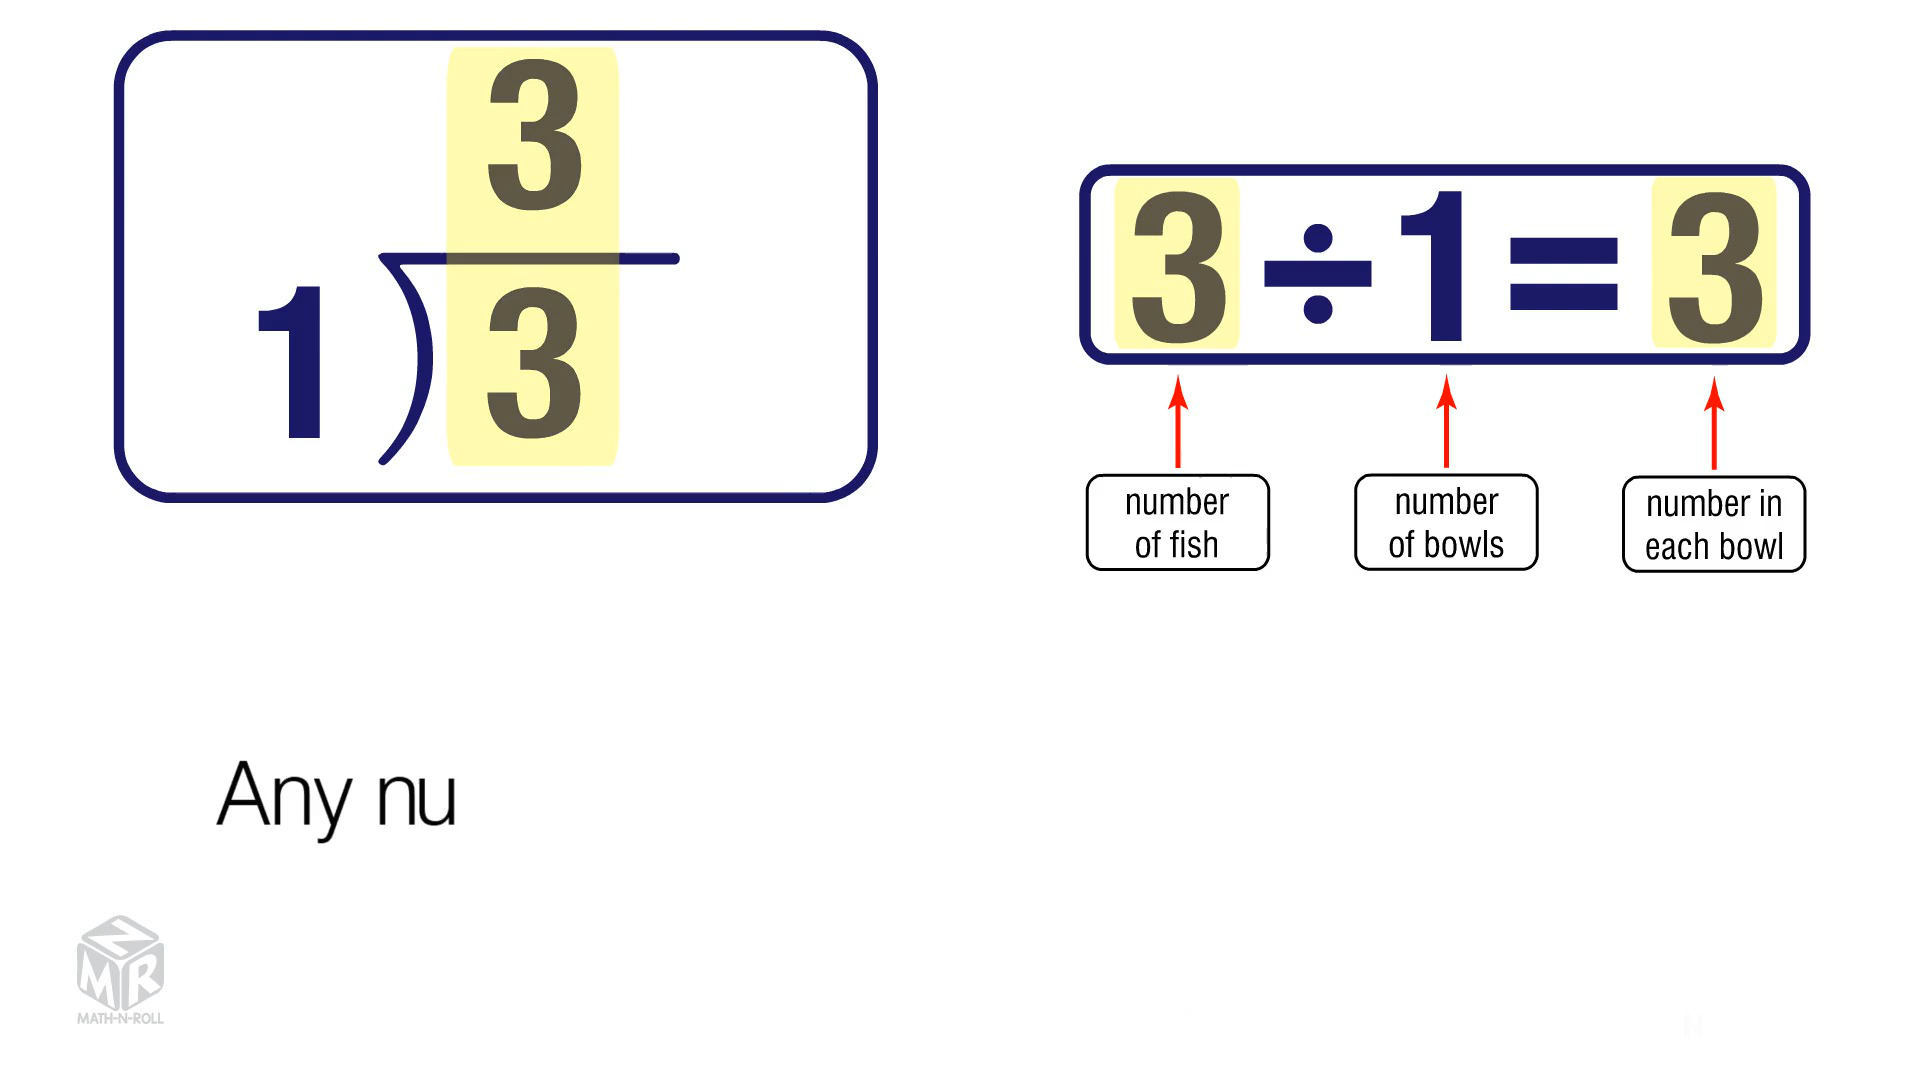 3
1 3
3 ÷ 1 = 3
number
of fish
number
of bowls
number in
each bowl
Any nu
MNR
MATH-N-ROLL